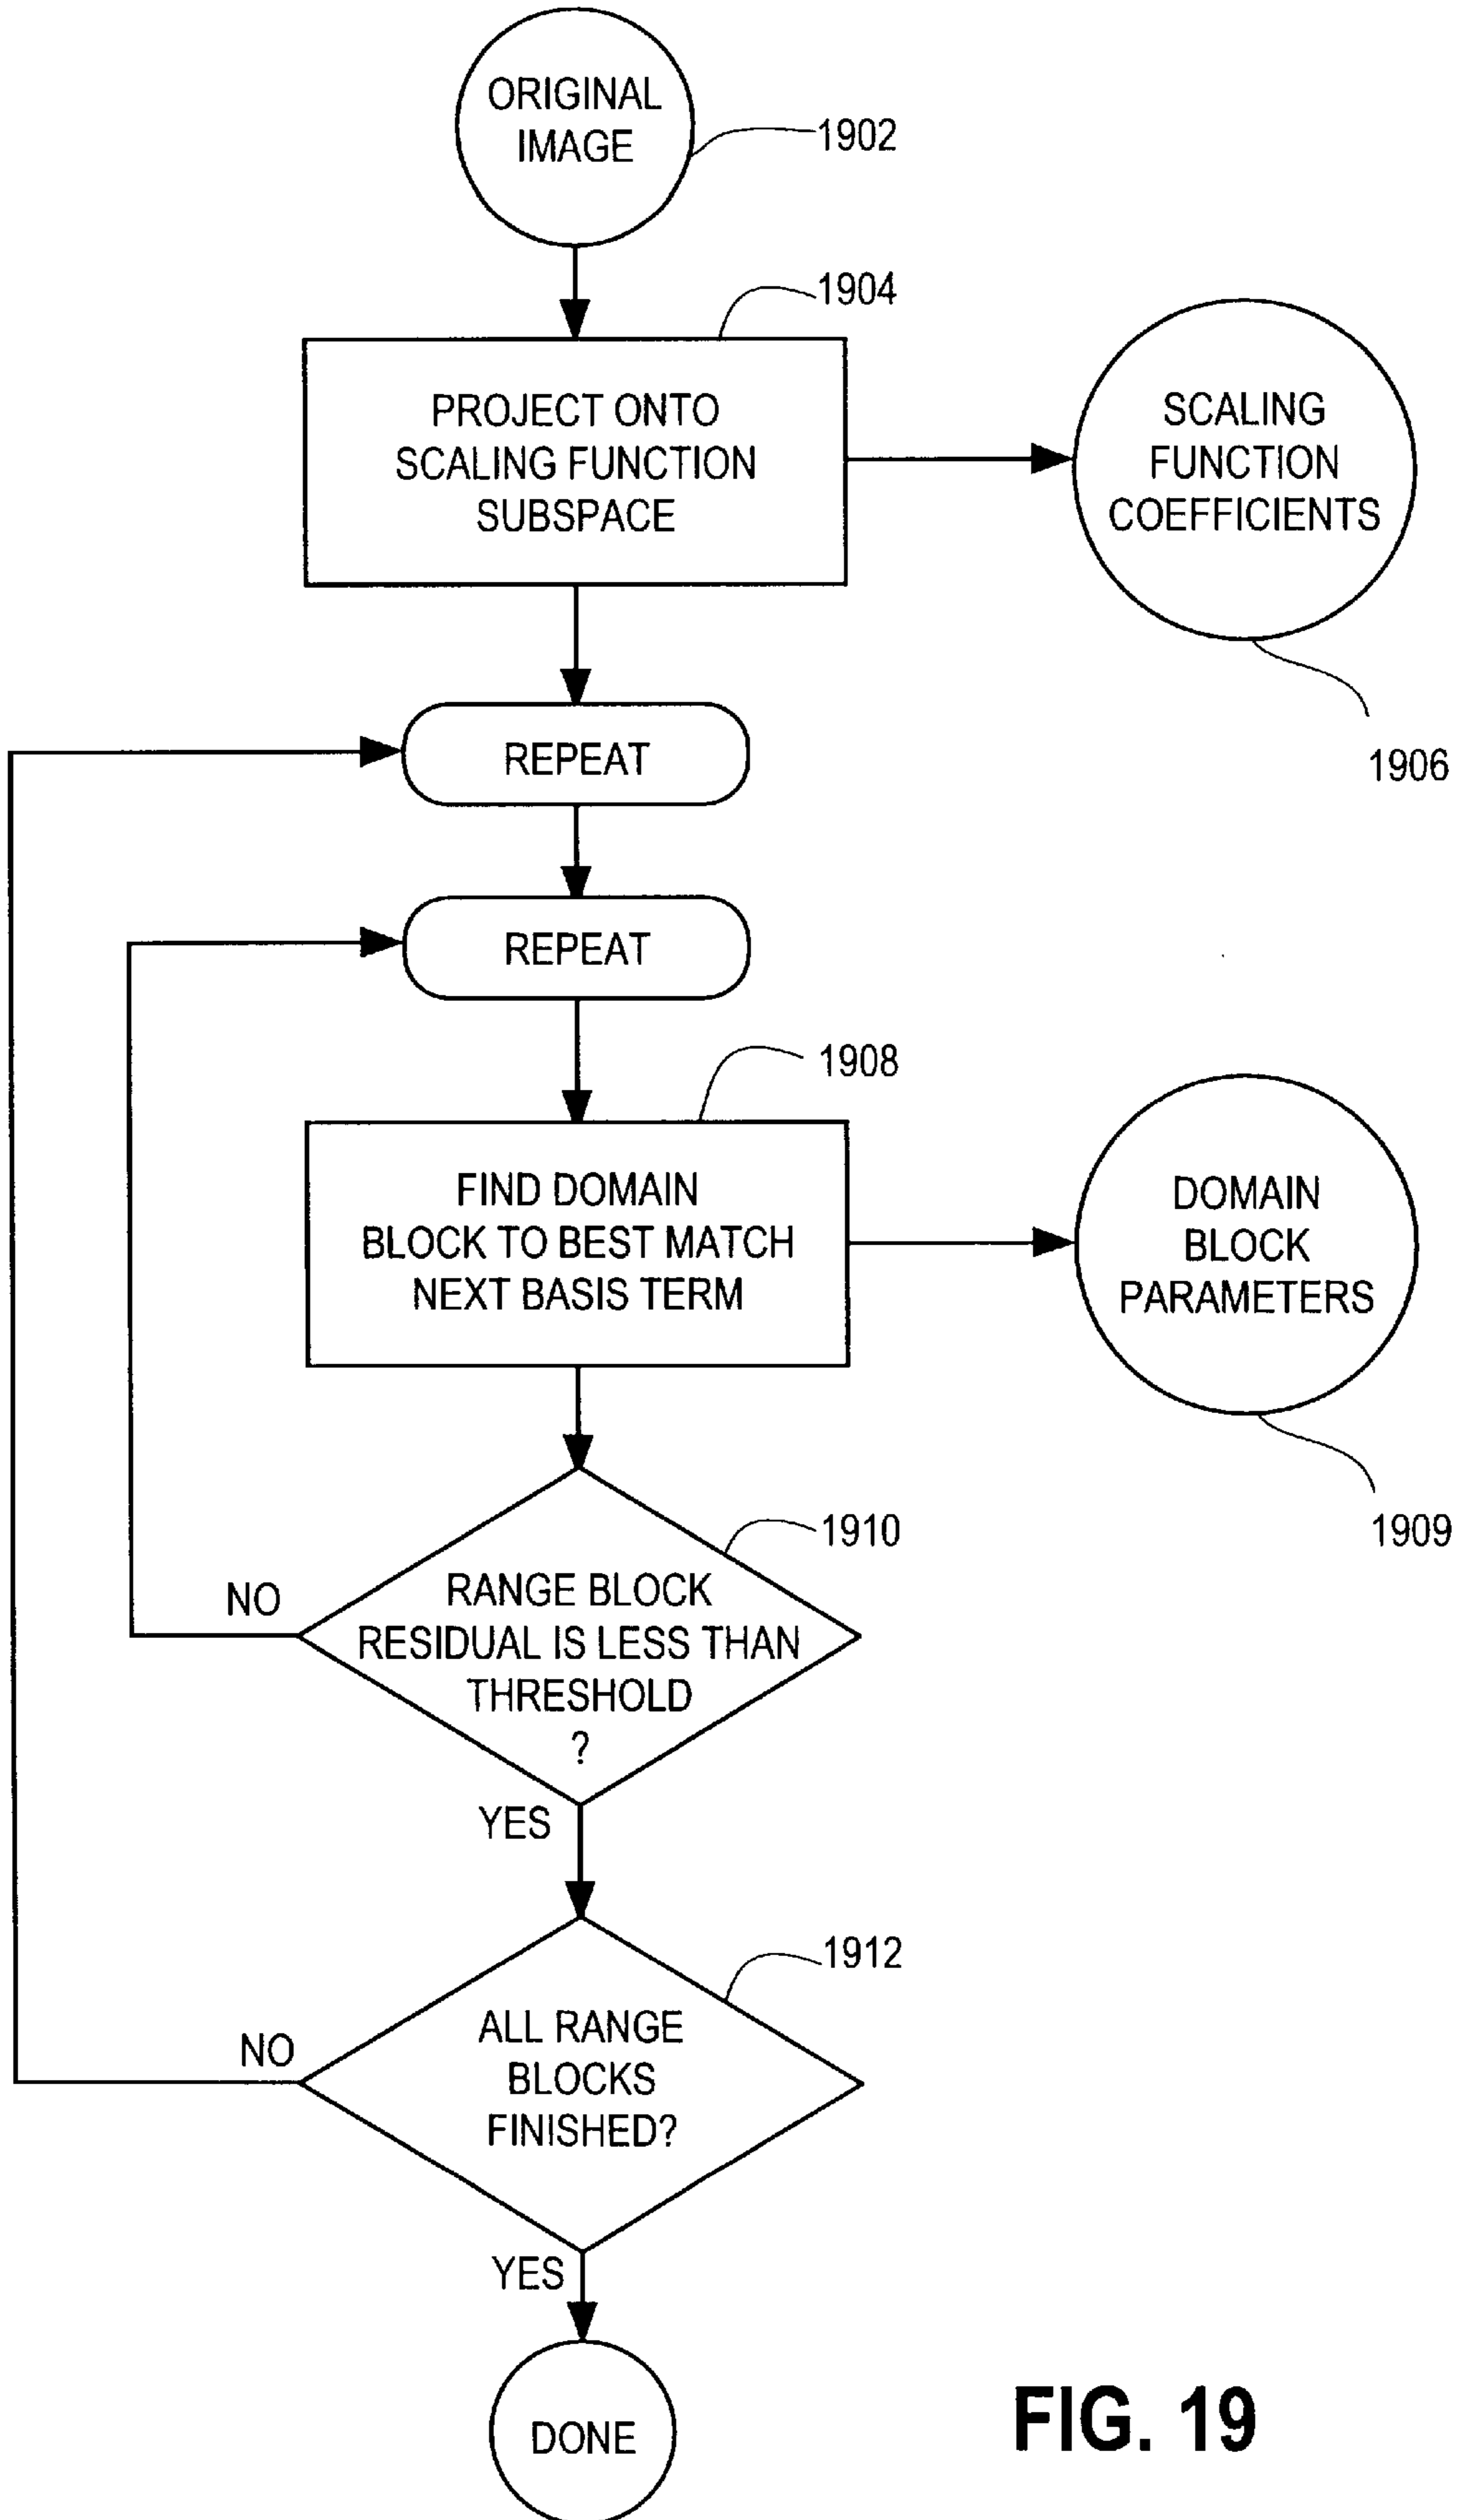 ORIGINAL
IMAGE
1902
1904
PROJECT ONTO
SCALING FUNCTION
SUBSPACE
SCALING
FUNCTION
COEFFICIENTS
1906
REPEAT
REPEAT
1908
FIND DOMAIN
BLOCK TO BEST MATCH
NEXT BASIS TERM
DOMAIN
BLOCK
PARAMETERS
1909
1910
RANGE BLOCK
RESIDUAL IS LESS THAN
THRESHOLD
?
NO
YES
1912
ALL RANGE
BLOCKS
FINISHED?
NO
YES
DONE
FIG. 19